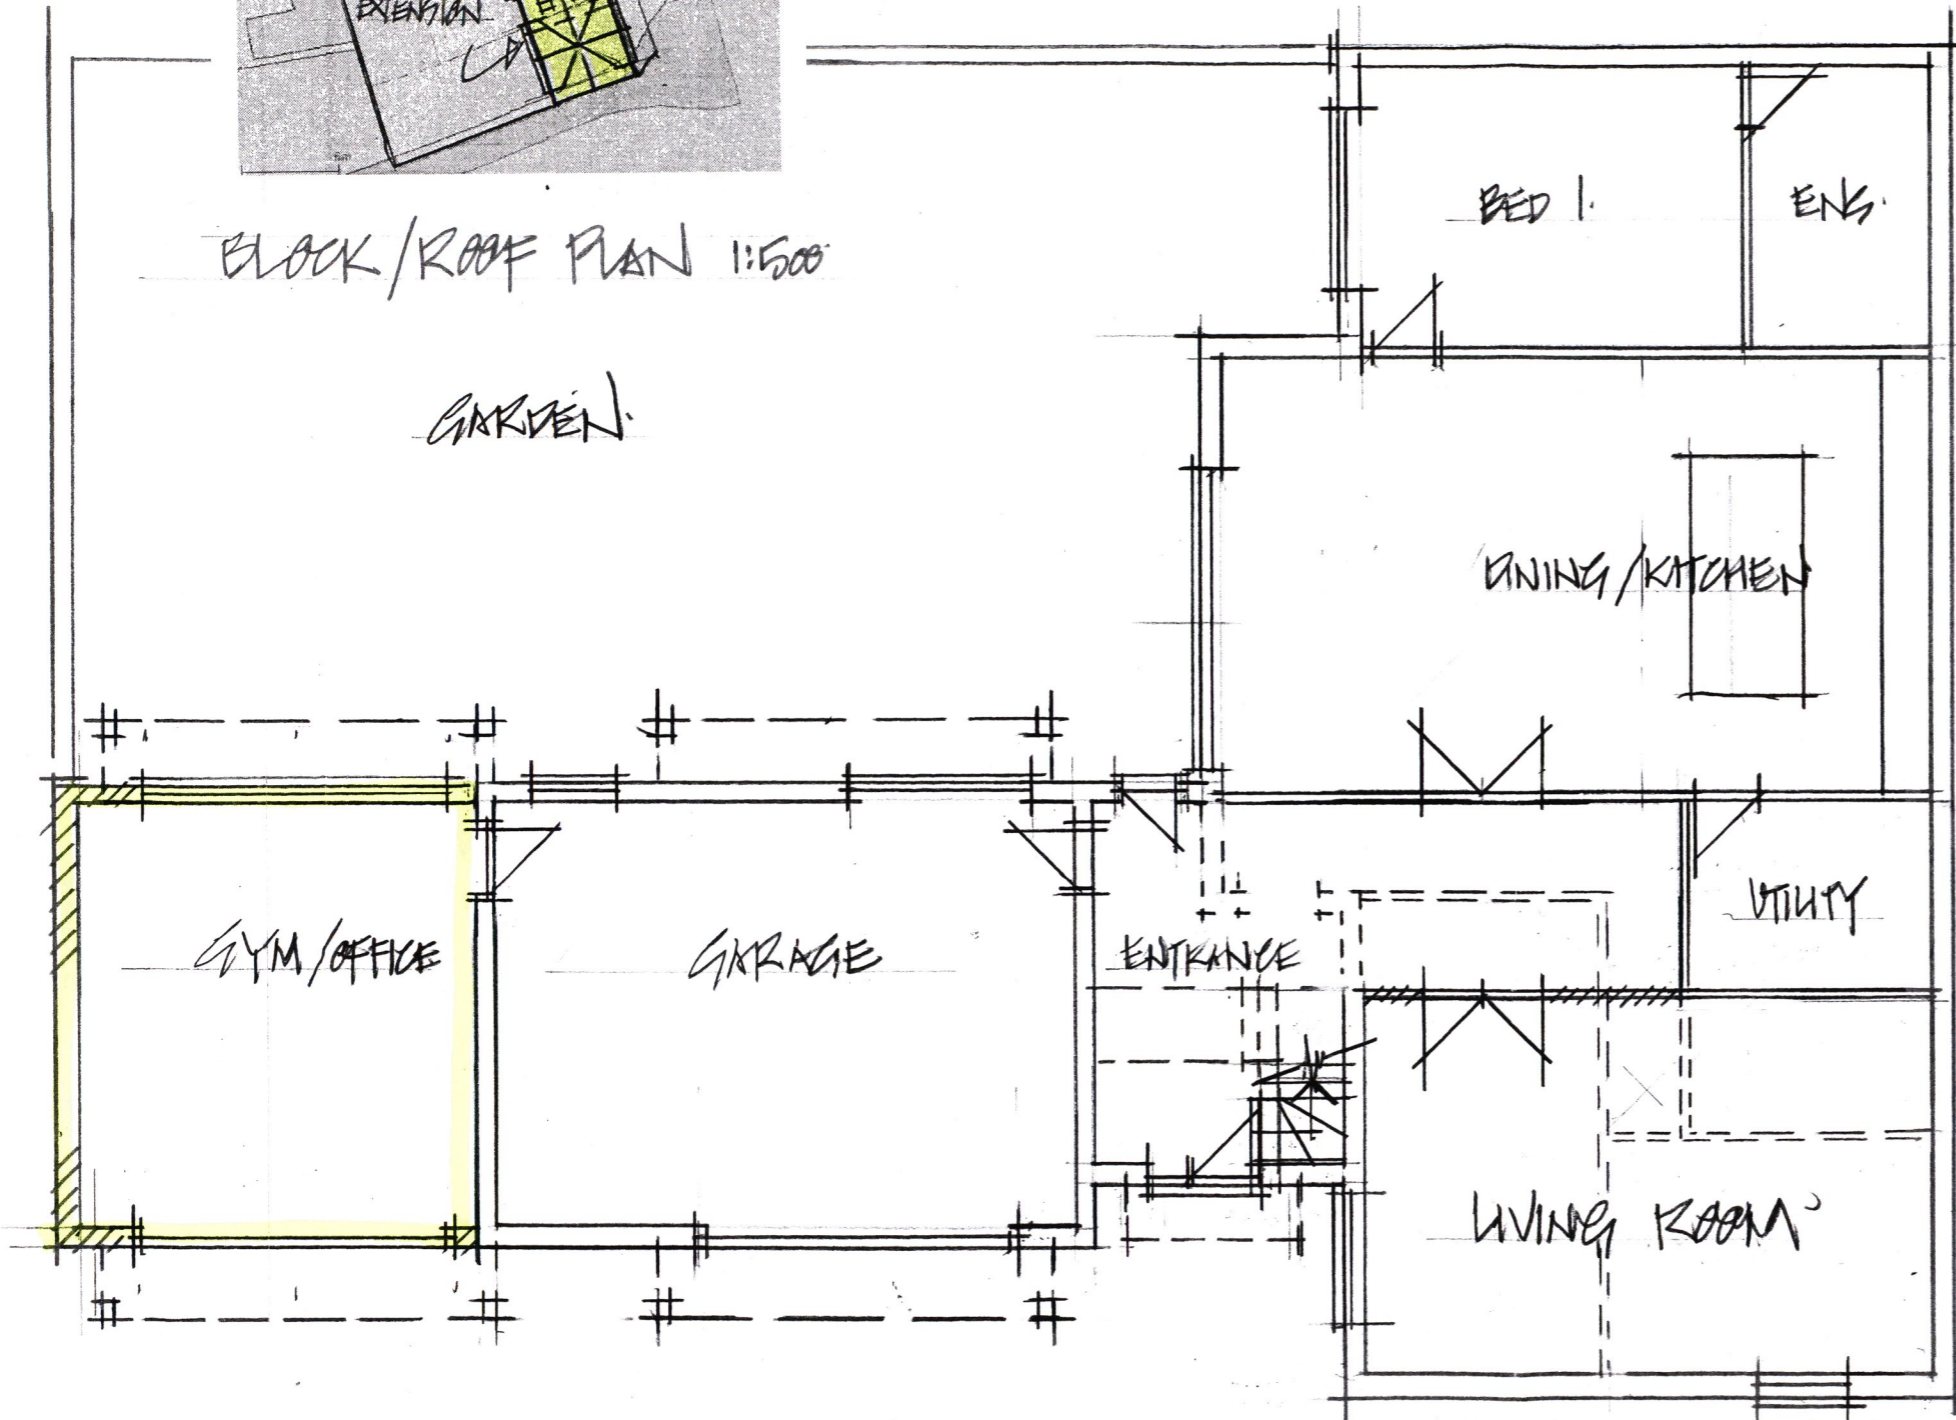 EXTENSION
BLOCK/ROOF PLAN 1:500
BED 1.
ENS.
GARDEN.
DINING/KITCHEN
UTILITY
GYM/OFFICE
GARAGE
ENTRANCE
LIVING ROOM